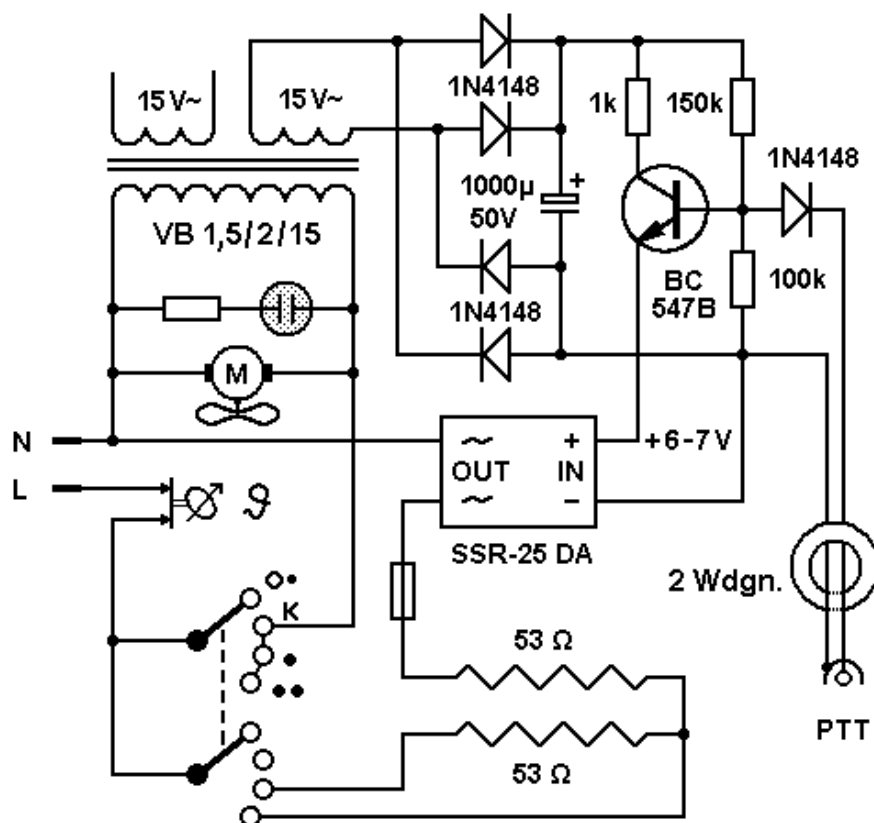 15 V~
15 V~
1N4148
1k
150k
1N4148
1000µ
50V
+
VB 1,5/2/15
BC
547B
100k
1N4148
M
N
~
+
+6-7V
OUT
IN
L
ϑ
~
−
SSR-25 DA
2 Wdgn.
K
53 Ω
PTT
53 Ω